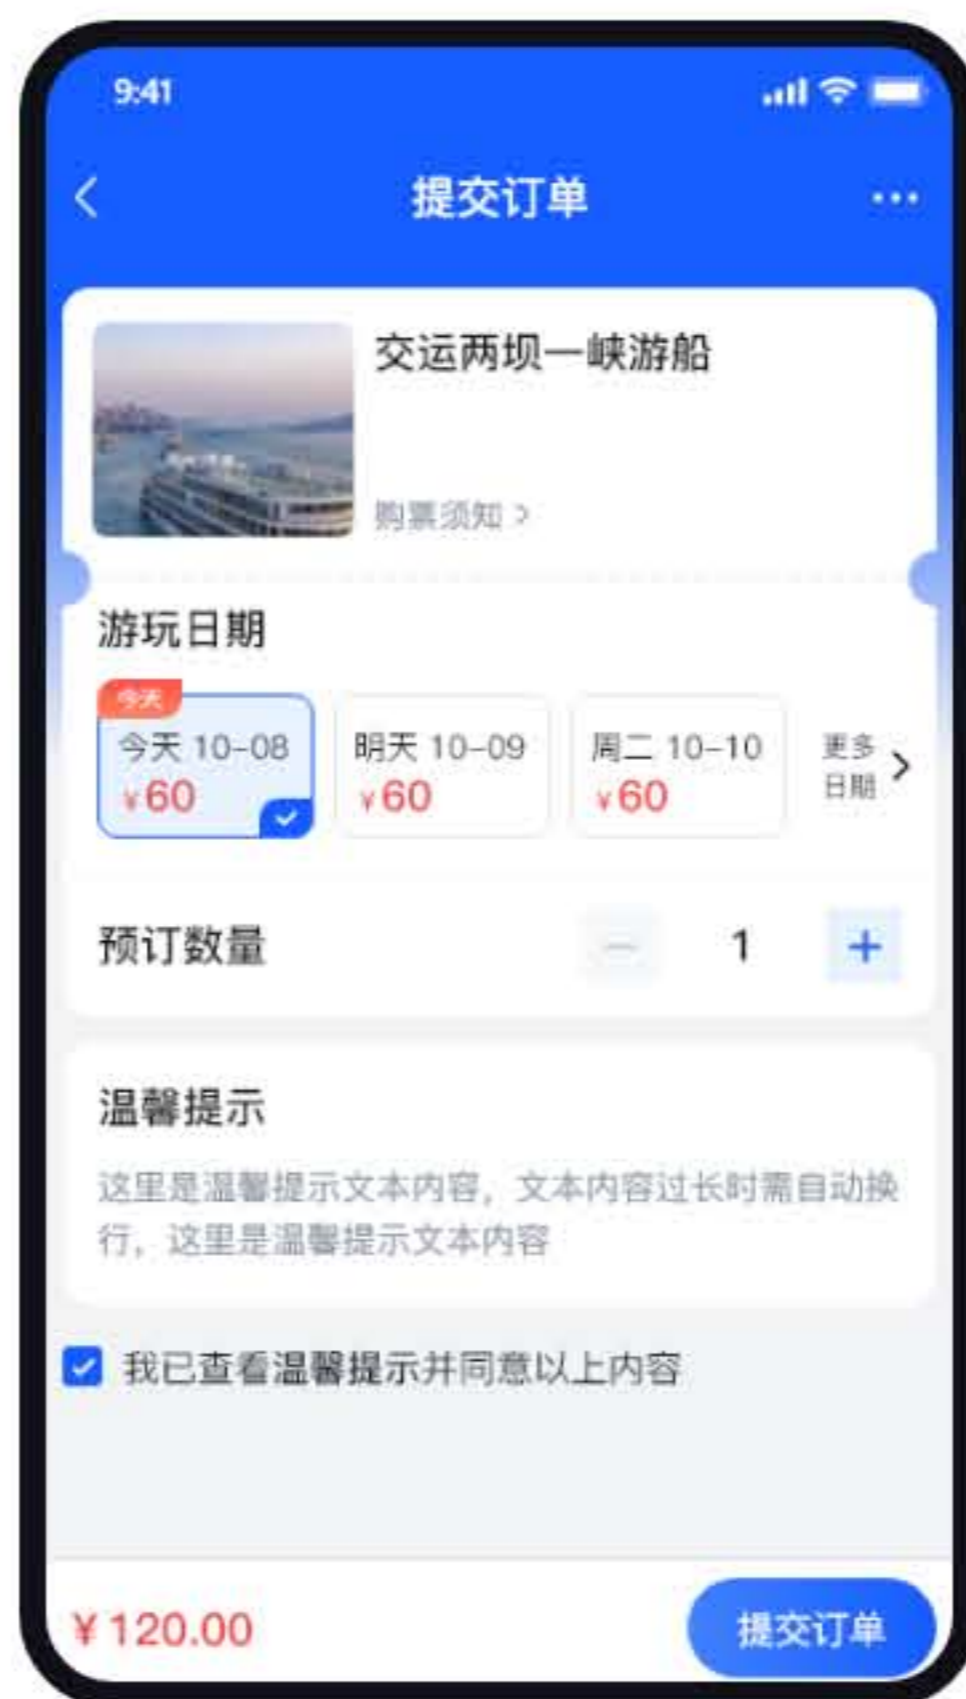 9:41
提交订单
交运两坝一峡游船
购票须知 >
游玩日期
今天
今天 10-08
明天 10-09
周二 10-10
更多
日期
¥60
¥60
¥60
预订数量
1
温馨提示
这里是温馨提示文本内容，文本内容过长时需自动换
行，这里是温馨提示文本内容
我已查看温馨提示并同意以上内容
¥120.00
提交订单